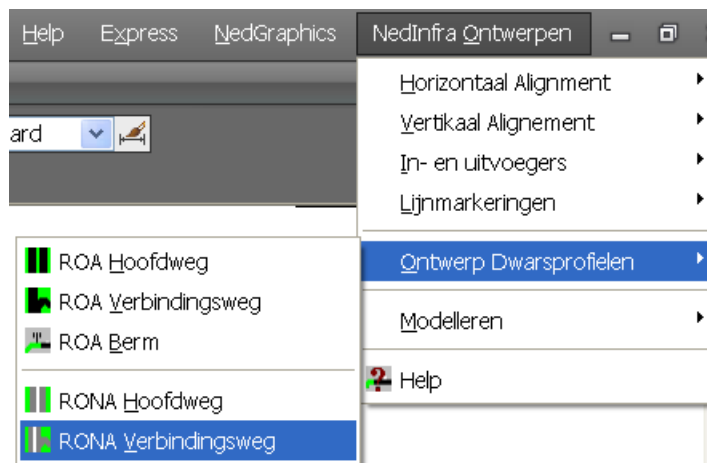 Help Express NedGraphics NedInfra Ontwerpen
Horizontaal Alignment
ard
Vertikaal Alignement
In- en uitvoegers
Lijnmarkeringen
Ontwerp Dwarsprofielen
Modelleren
Help
ROA Hoofdweg
ROA Verbindingsweg
ROA Berm
RONA Hoofdweg
RONA Verbindingsweg